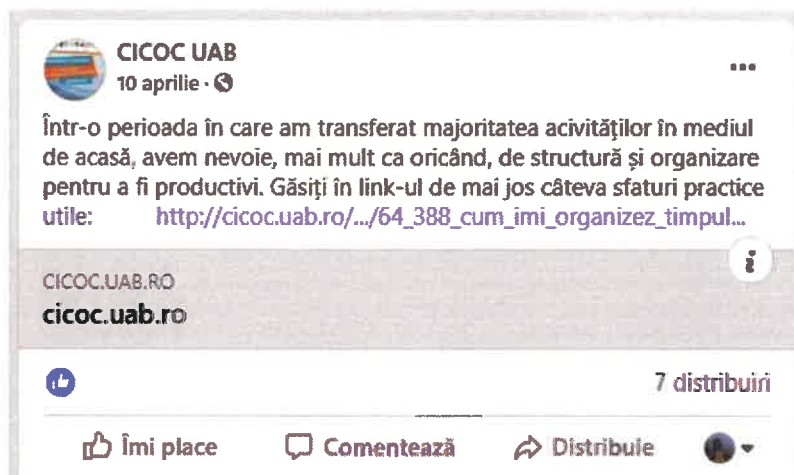 CICOC UAB
10 aprilie ·
...
Într-o perioada în care am transferat majoritatea acivităților în mediul
de acasă, avem nevoie, mai mult ca oricând, de structură și organizare
pentru a fi productivi. Găsiți în link-ul de mai jos câteva sfaturi practice
utile: http://cicoc.uab.ro/.../64_388_cum_imi_organizez_timpul...
i
CICOC.UAB.RO
cicoc.uab.ro
7 distribuiri
Îmi place Comentează Distribuie